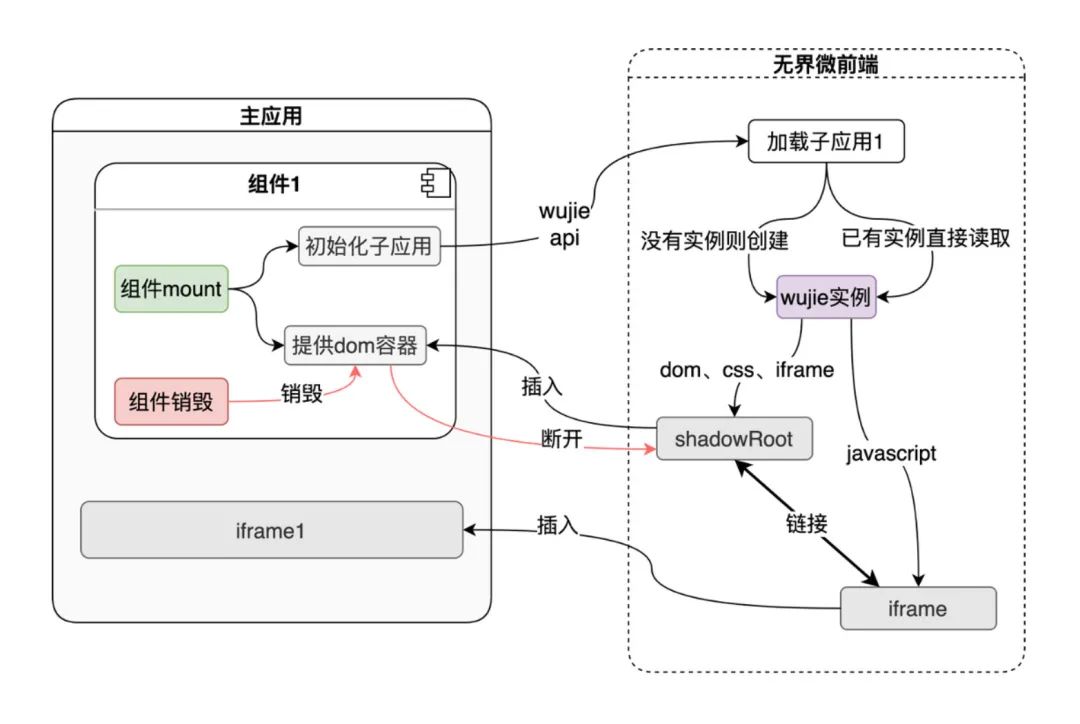 无界微前端
主应用
加载子应用1
组件1
wujie
api
初始化子应用
没有实例则创建
已有实例直接读取
组件mount
wujie实例
提供dom容器
dom、css、iframe
插入
组件销毁
销毁
断开
shadowRoot
javascript
链接
iframe1
插入
iframe